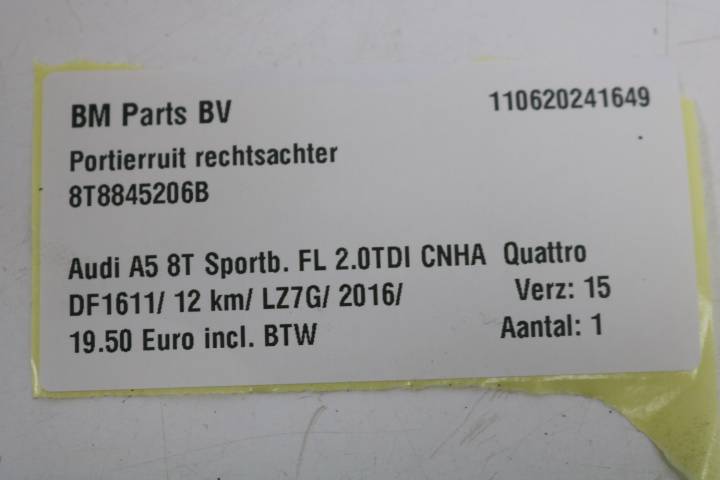 BM Parts BV 110620241649
Portierruit rechtsachter
8T8845206B
Audi A5 8T Sportb. FL 2.0TDI CNHA Quattro
DF1611/ 12 km/ LZ7G/ 2016/ Verz: 15
19.50 Euro incl. BTW Aantal: 1